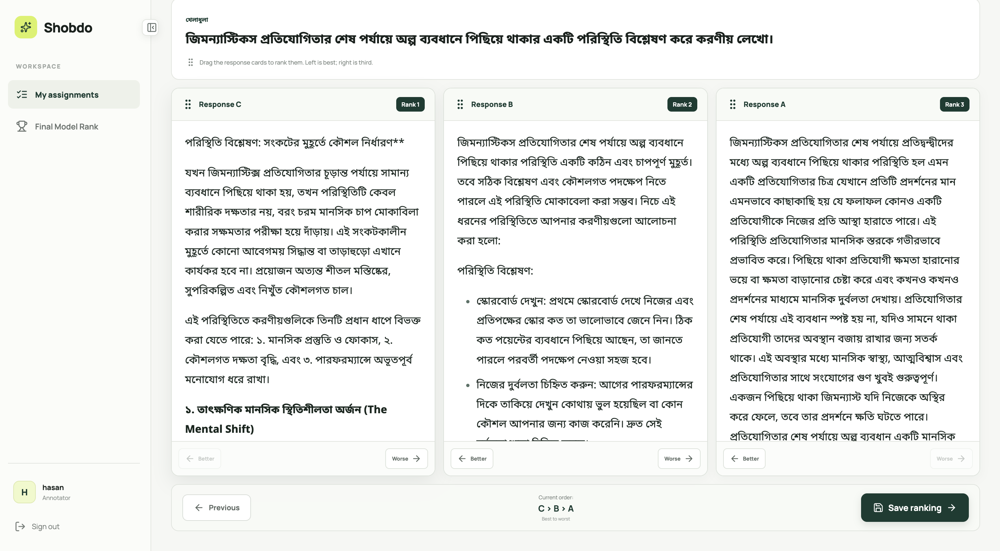 Shobdo
WORKSPACE
My assignments
Final Model Rank
H
hasan
Annotator
Sign out
খেলাধুলা
জিমন্যাস্টিকস প্রতিযোগিতার শেষ পর্যায়ে অল্প ব্যবধানে পিছিয়ে থাকার একটি পরিস্থিতি বিশ্লেষণ করে করণীয় লেখো।
Drag the response cards to rank them. Left is best; right is third.
Response C
Rank 1
পরিস্থিতি বিশ্লেষণ: সংকটের মুহূর্তে কৌশল নির্ধারণ**
যখন জিমন্যাস্টিক্স প্রতিযোগিতার চূড়ান্ত পর্যায়ে সামান্য
ব্যবধানে পিছিয়ে থাকা হয়, তখন পরিস্থিতিটি কেবল
শারীরিক দক্ষতার নয়, বরং চরম মানসিক চাপ মোকাবিলা
করার সক্ষমতার পরীক্ষা হয়ে দাঁড়ায়। এই সংকটকালীন
মুহূর্তে কোনো আবেগময় সিদ্ধান্ত বা তাড়াহুড়ো এখানে
কার্যকর হবে না। প্রয়োজন অত্যন্ত শীতল মস্তিষ্কের,
সুপরিকল্পিত এবং নিখুঁত কৌশলগত চাল।
এই পরিস্থিতিতে করণীয়গুলিকে তিনটি প্রধান ধাপে বিভক্ত
করা যেতে পারে: ১. মানসিক প্রস্তুতি ও ফোকাস, ২.
কৌশলগত দক্ষতা বৃদ্ধি, এবং ৩. পারফরম্যান্সে অভূতপূর্ব
মনোযোগ ধরে রাখা।
১. তাৎক্ষণিক মানসিক স্থিতিশীলতা অর্জন (The
Mental Shift)
Better
Worse
Response B
Rank 2
জিমন্যাস্টিকস প্রতিযোগিতার শেষ পর্যায়ে অল্প ব্যবধানে
পিছিয়ে থাকার পরিস্থিতি একটি কঠিন এবং চাপপূর্ণ মুহূর্ত।
তবে সঠিক বিশ্লেষণ এবং কৌশলগত পদক্ষেপ নিতে
পারলে এই পরিস্থিতি মোকাবেলা করা সম্ভব। নিচে এই
ধরনের পরিস্থিতিতে আপনার করণীয়গুলো আলোচনা
করা হলো:
পরিস্থিতি বিশ্লেষণ:
• স্কোরবোর্ড দেখুন: প্রথমে স্কোরবোর্ড দেখে নিজের এবং
প্রতিপক্ষের স্কোর কত তা ভালোভাবে জেনে নিন। ঠিক
কত পয়েন্টের ব্যবধানে পিছিয়ে আছেন, তা জানতে
পারলে পরবর্তী পদক্ষেপ নেওয়া সহজ হবে।
• নিজের দুর্বলতা চিহ্নিত করুন: আগের পারফরম্যান্সের
দিকে তাকিয়ে দেখুন কোথায় ভুল হয়েছিল বা কোন
কৌশল আপনার জন্য কাজ করেনি। দ্রুত সেই
Better
Worse
Response A
Rank 3
জিমন্যাস্টিকস প্রতিযোগিতার শেষ পর্যায়ে প্রতিদ্বন্দ্বীদের
মধ্যে অল্প ব্যবধানে পিছিয়ে থাকার পরিস্থিতি হল এমন
একটি প্রতিযোগিতার চিত্র যেখানে প্রতিটি প্রদর্শনের মান
এমনভাবে কাছাকাছি হয় যে ফলাফল কোনও একটি
প্রতিযোগীকে নিজের প্রতি আস্থা হারাতে পারে। এই
পরিস্থিতি প্রতিযোগিতার মানসিক স্তরকে গভীরভাবে
প্রভাবিত করে। পিছিয়ে থাকা প্রতিযোগী ক্ষমতা হারানোর
ভয়ে বা ক্ষমতা বাড়ানোর চেষ্টা করে এবং কখনও কখনও
প্রদর্শনের মাধ্যমে মানসিক দুর্বলতা দেখায়। প্রতিযোগিতার
শেষ পর্যায়ে এই ব্যবধান স্পষ্ট হয় না, যদিও সামনে থাকা
প্রতিযোগী তাদের অবস্থান বজায় রাখার জন্য সতর্ক
থাকে। এই অবস্থার মধ্যে মানসিক স্বাস্থ্য, আত্মবিশ্বাস এবং
প্রতিযোগিতার সাথে সংযোগের গুণ খুবই গুরুত্বপূর্ণ।
একজন পিছিয়ে থাকা জিমন্যাস্ট যদি নিজেকে অস্থির
করে ফেলে, তবে তার প্রদর্শনে ক্ষতি ঘটতে পারে।
প্রতিযোগিতার শেষ পর্যায়ে অল্প ব্যবধান একটি মানসিক
Better
Worse
Previous
Current order:
C > B > A
Best to worst
Save ranking